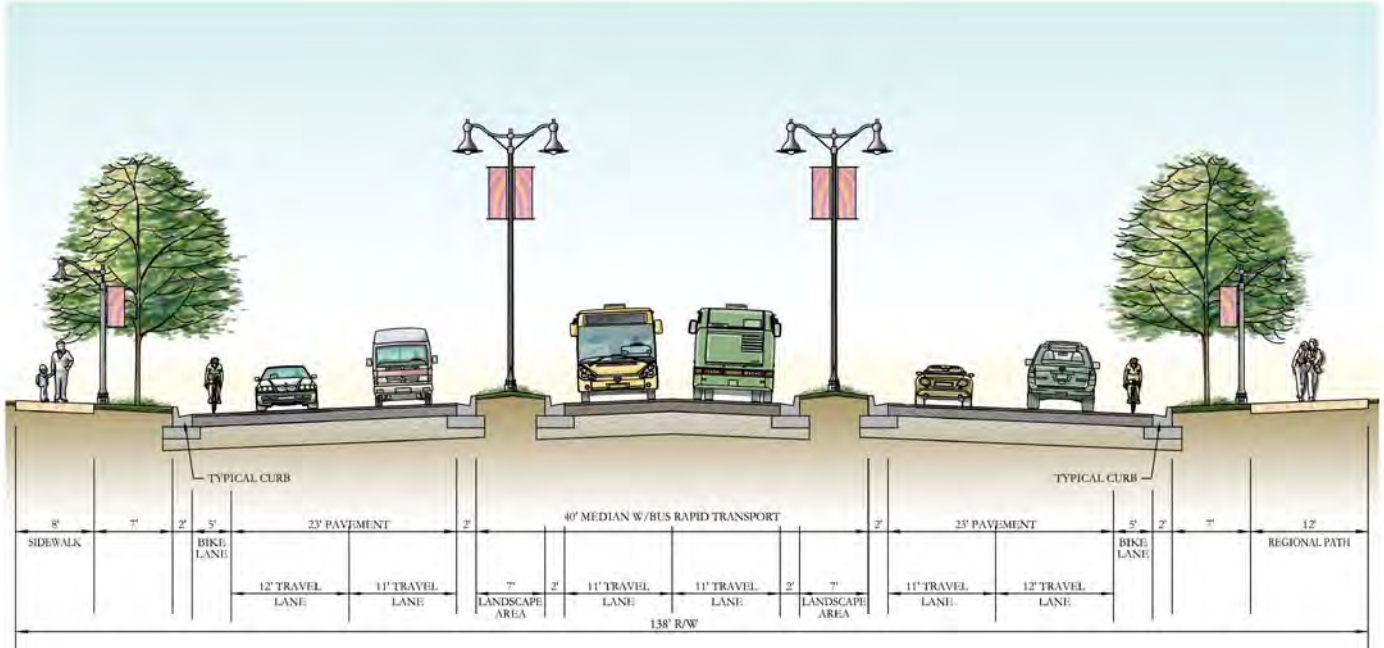 TYPICAL CURB
TYPICAL CURB
8'
7'
2'
5'
23' PAVEMENT
2'
40' MEDIAN W/BUS RAPID TRANSPORT
2'
23' PAVEMENT
5'
2'
7'
12'
SIDEWALK
BIKE
LANE
BIKE
LANE
REGIONAL PATH
12' TRAVEL
LANE
11' TRAVEL
LANE
7'
LANDSCAPE
AREA
2'
11' TRAVEL
LANE
11' TRAVEL
LANE
2'
7'
LANDSCAPE
AREA
11' TRAVEL
LANE
12' TRAVEL
LANE
138' R/W